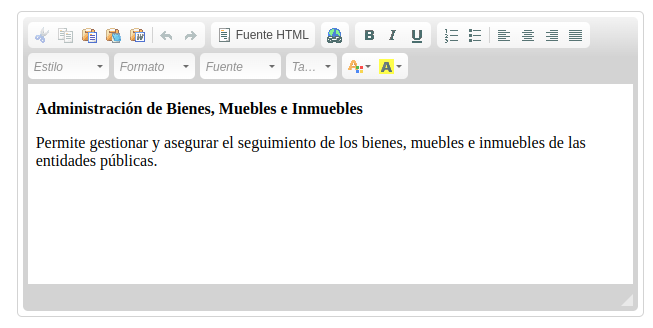 Fuente HTML
B I U
Estilo Formato Fuente Ta...
Administración de Bienes, Muebles e Inmuebles
Permite gestionar y asegurar el seguimiento de los bienes, muebles e inmuebles de las
entidades públicas.